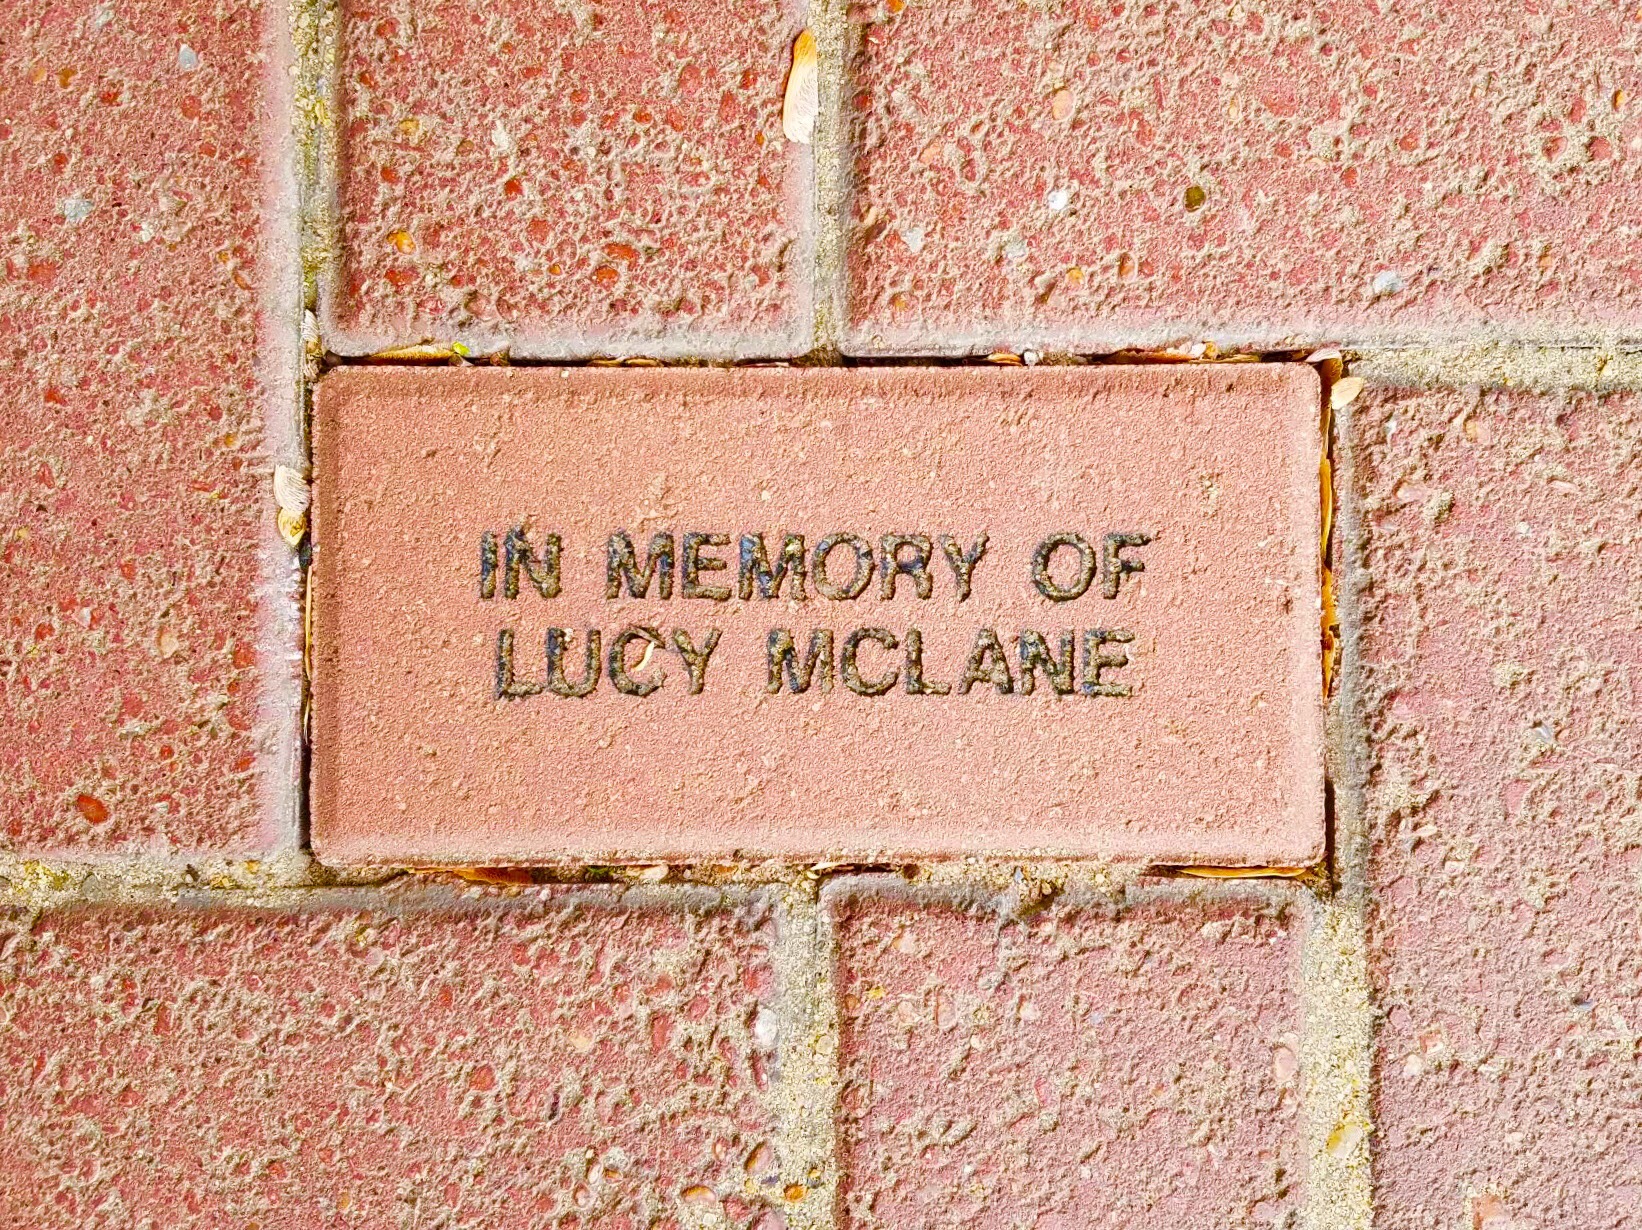 IN MEMORY OF
LUCY MCLANE